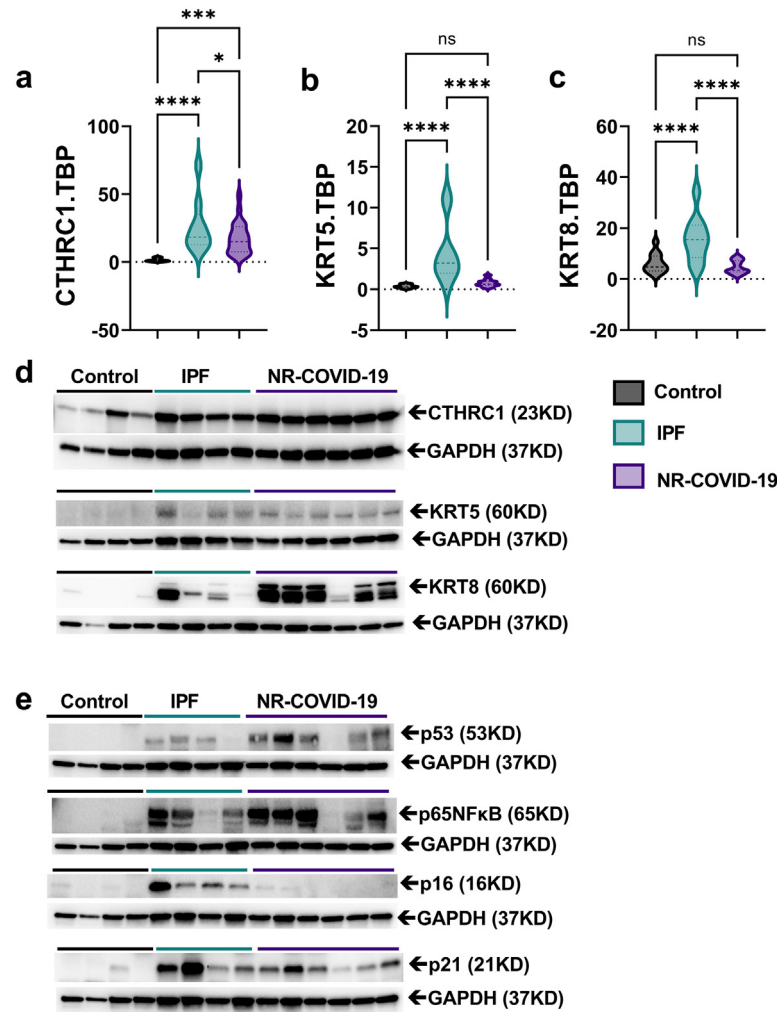 a
***
*
****
CTHRC1.TBP
100
50
0
-50
b
ns
****
****
KRT5.TBP
20
15
10
5
0
-5
c
ns
****
****
KRT8.TBP
60
40
20
0
-20
d
Control IPF NR-COVID-19
←CTHRC1 (23KD)
←GAPDH (37KD)
←KRT5 (60KD)
←GAPDH (37KD)
←KRT8 (60KD)
←GAPDH (37KD)
Control
IPF
NR-COVID-19
e
Control IPF NR-COVID-19
←p53 (53KD)
←GAPDH (37KD)
←p65NFκB (65KD)
←GAPDH (37KD)
←p16 (16KD)
←GAPDH (37KD)
←p21 (21KD)
←GAPDH (37KD)